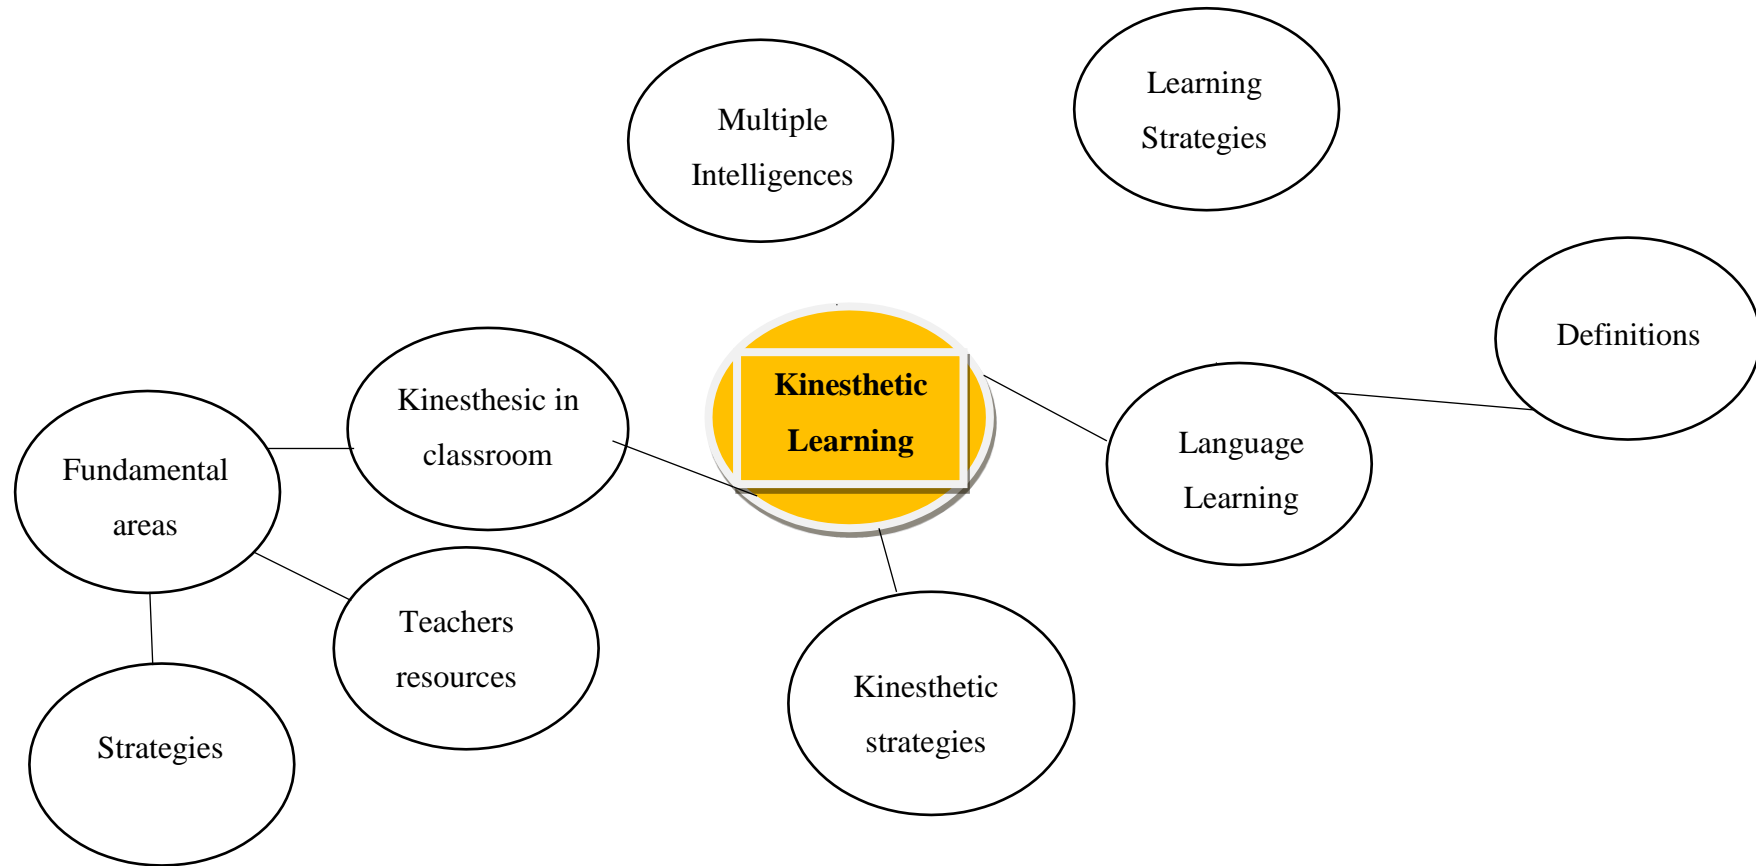 Multiple
Intelligences
Learning
Strategies
Definitions
Kinesthetic
Learning
Kinesthesic in
classroom
Language
Learning
Fundamental
areas
Teachers
resources
Kinesthetic
strategies
Strategies